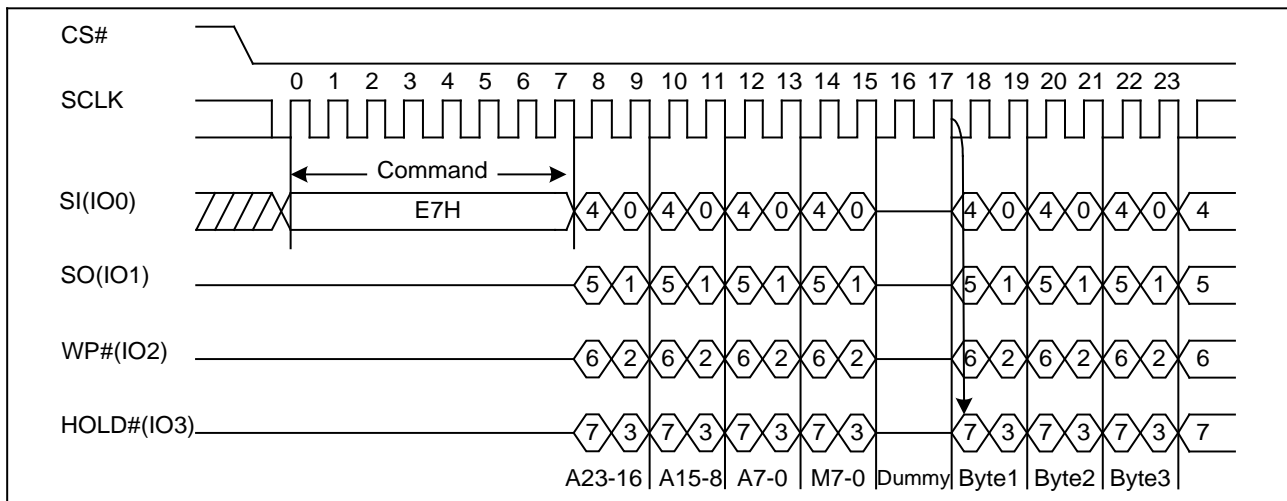 CS#
0 1 2 3 4 5 6 7 8 9 10 11 12 13 14 15 16 17 18 19 20 21 22 23
SCLK
Command
SI(IO0) E7H 4 0 4 0 4 0 4 0 4 0 4 0 4 0 4
SO(IO1) 5 1 5 1 5 1 5 1 5 1 5 1 5 1 5
WP#(IO2) 6 2 6 2 6 2 6 2 6 2 6 2 6 2 6
HOLD#(IO3) 7 3 7 3 7 3 7 3 7 3 7 3 7 3 7
A23-16 A15-8 A7-0 M7-0 Dummy Byte1 Byte2 Byte3